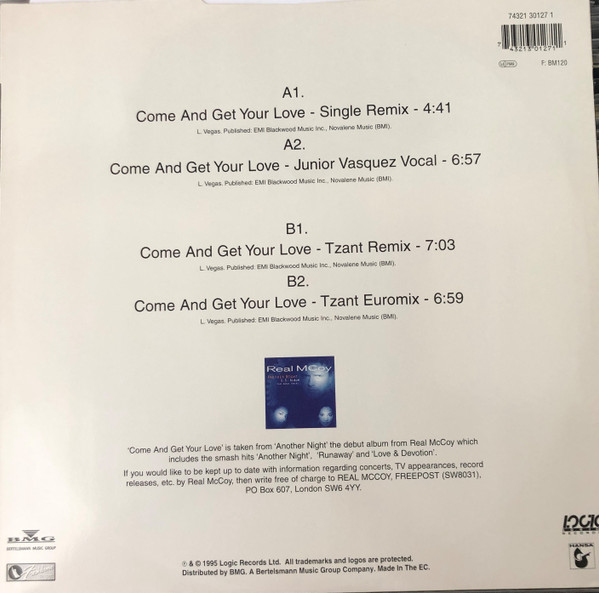 74321 30127 1
7 43213 01271 1
F: BM120
A1.
Come And Get Your Love - Single Remix - 4:41
L. Vegas. Published: EMI Blackwood Music Inc., Novalene Music (BMI).
A2.
Come And Get Your Love - Junior Vasquez Vocal - 6:57
L. Vegas. Published: EMI Blackwood Music Inc., Novalene Music (BMI).
B1.
Come And Get Your Love - Tzant Remix - 7:03
L. Vegas. Published: EMI Blackwood Music Inc., Novalene Music (BMI).
B2.
Come And Get Your Love - Tzant Euromix - 6:59
L. Vegas. Published: EMI Blackwood Music Inc., Novalene Music (BMI).
Real McCoy
'Come And Get Your Love' is taken from 'Another Night' the debut album from Real McCoy which
includes the smash hits 'Another Night', 'Runaway' and 'Love & Devotion'.
If you would like to be kept up to date with information regarding concerts, TV appearances, record
releases, etc. by Real McCoy, then write free of charge to REAL MCCOY, FREEPOST (SW8031),
PO Box 607, London SW6 4YY.
BMG
BERTELSMANN MUSIC GROUP
LOGIC
RECORDS
HANSA
℗ & © 1995 Logic Records Ltd. All trademarks and logos are protected.
Distributed by BMG. A Bertelsmann Music Group Company. Made In The EC.